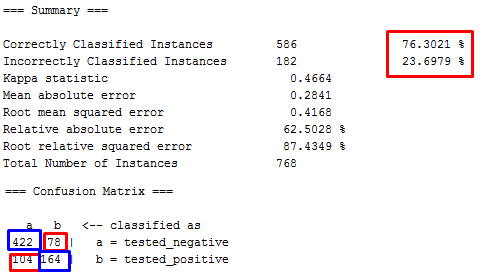 === Summary ===
Correctly Classified Instances 586 76.3021 %
Incorrectly Classified Instances 182 23.6979 %
Kappa statistic 0.4664
Mean absolute error 0.2841
Root mean squared error 0.4168
Relative absolute error 62.5028 %
Root relative squared error 87.4349 %
Total Number of Instances 768
=== Confusion Matrix ===
a b <-- classified as
422 78 | a = tested_negative
104 164 | b = tested_positive